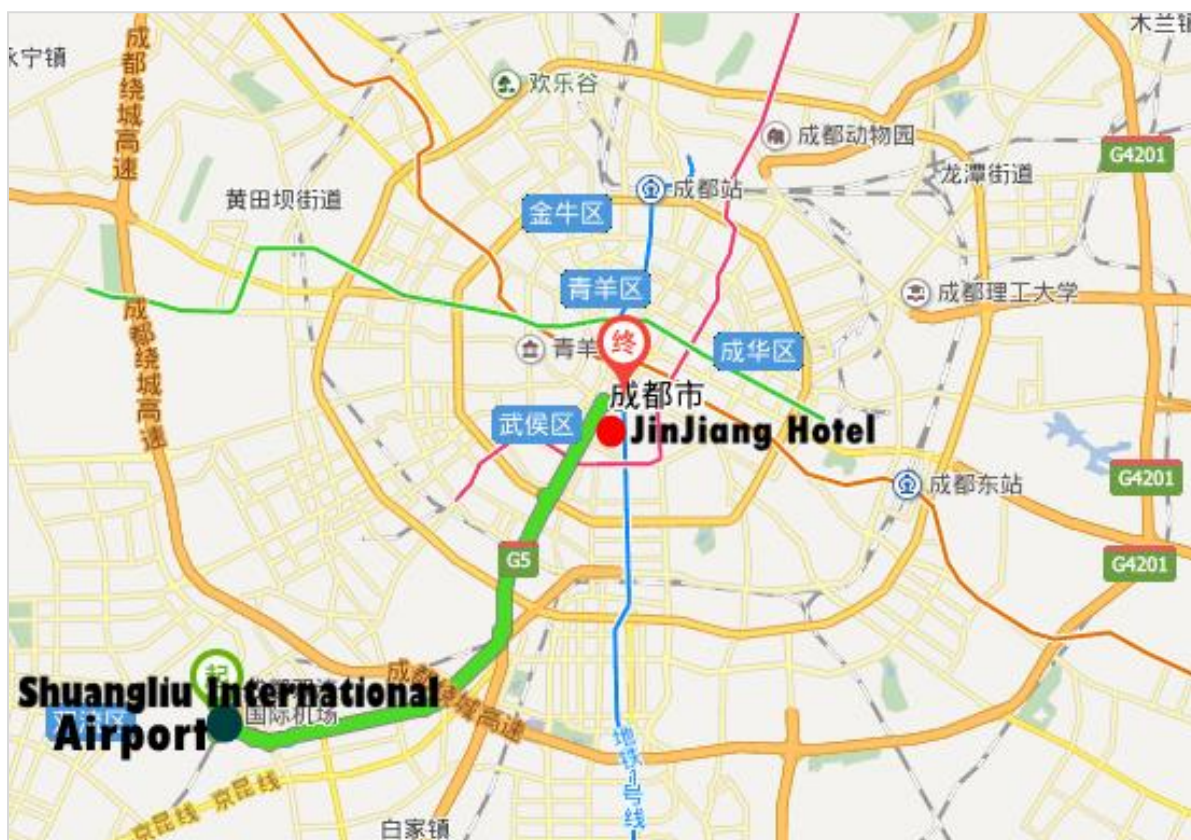 木兰镇
永宁镇
成都绕城高速
欢乐谷
成都动物园
G4201
龙潭街道
成都站
黄田坝街道
金牛区
青羊区
成都理工大学
成都绕城高速
终
青羊
成华区
成都市
武侯区
JinJiang Hotel
G4201
成都东站
G5
G4201
起
Shuangliu International
Airport
国际机场
成都绕城高速
地铁1号线
京昆线
京昆线
白家镇